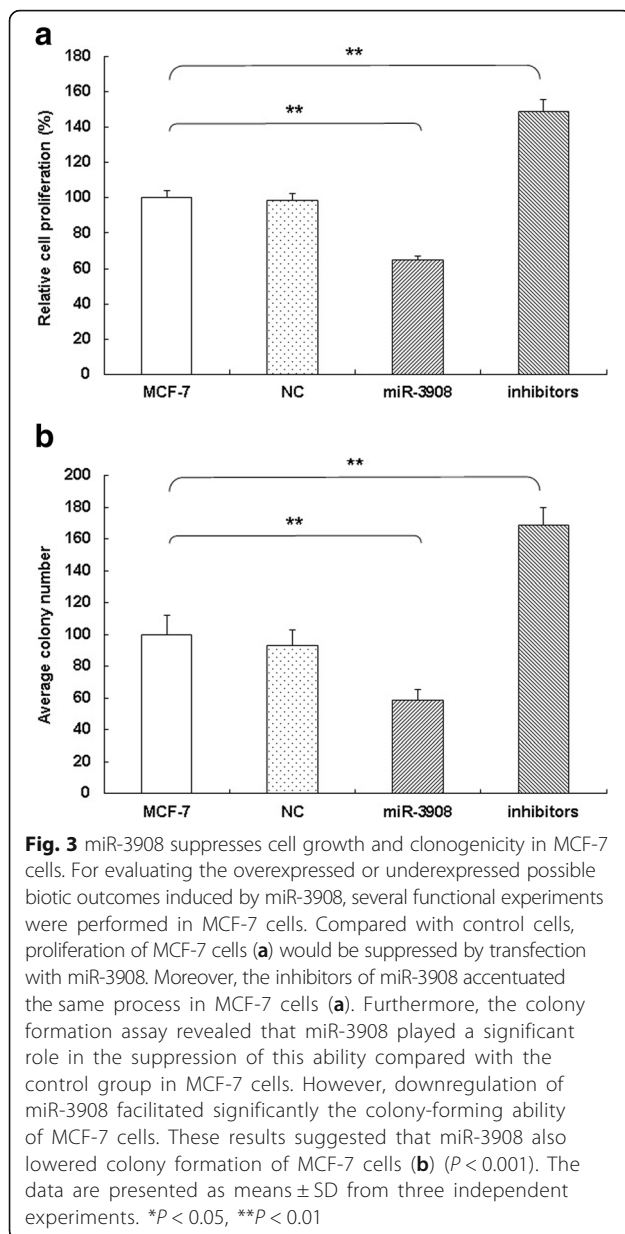 a
**
**
Relative cell proliferation (%)
180
160
140
120
100
80
60
40
20
0
MCF-7 NC miR-3908 inhibitors
b
**
**
Average colony number
200
180
160
140
120
100
80
60
40
20
0
MCF-7 NC miR-3908 inhibitors
Fig. 3 miR-3908 suppresses cell growth and clonogenicity in MCF-7
cells. For evaluating the overexpressed or underexpressed possible
biotic outcomes induced by miR-3908, several functional experiments
were performed in MCF-7 cells. Compared with control cells,
proliferation of MCF-7 cells (a) would be suppressed by transfection
with miR-3908. Moreover, the inhibitors of miR-3908 accentuated
the same process in MCF-7 cells (a). Furthermore, the colony
formation assay revealed that miR-3908 played a significant
role in the suppression of this ability compared with the
control group in MCF-7 cells. However, downregulation of
miR-3908 facilitated significantly the colony-forming ability
of MCF-7 cells. These results suggested that miR-3908 also
lowered colony formation of MCF-7 cells (b) (P < 0.001). The
data are presented as means ± SD from three independent
experiments. *P < 0.05, **P < 0.01